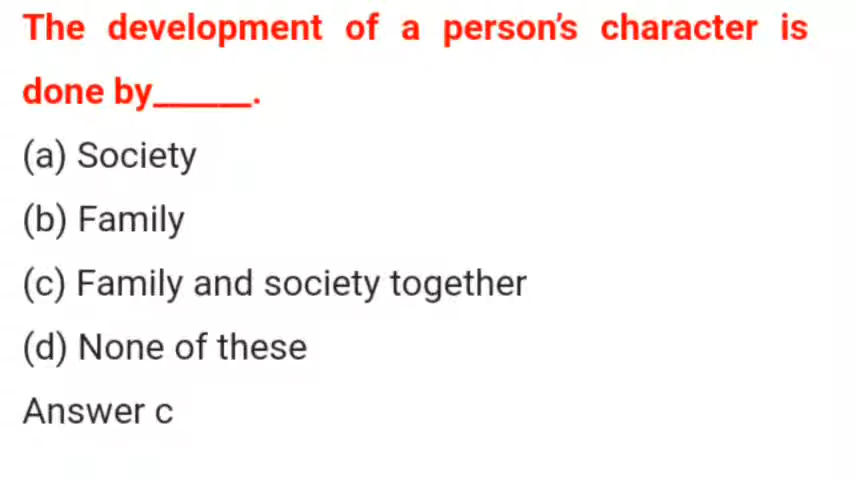 The development of a person's character is
done by______.
(a) Society
(b) Family
(c) Family and society together
(d) None of these
Answer c